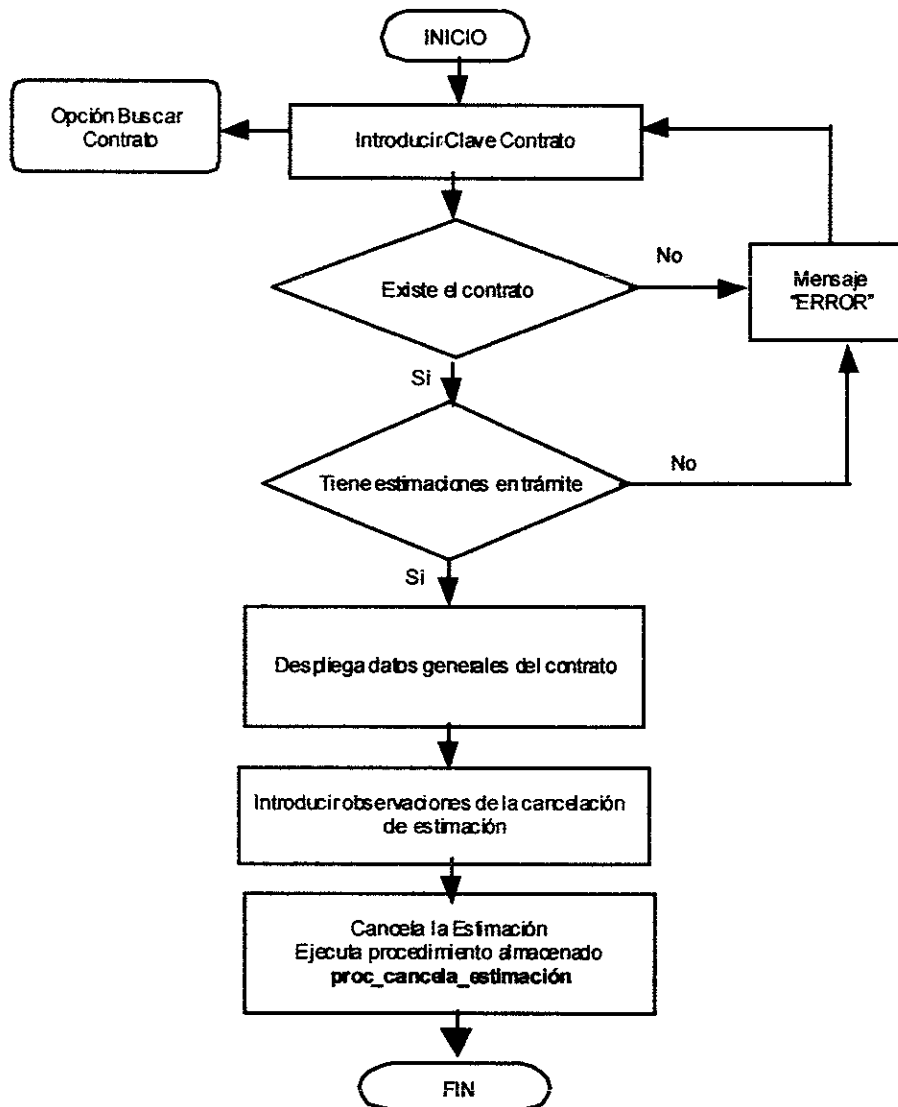 INICIO
Opción Buscar
Contrato
Introducir Clave Contrato
No
Existe el contrato
Mensaje
"ERROR"
Si
No
Tiene estimaciones en trámite
Si
Despliega datos generales del contrato
Introducir observaciones de la cancelación
de estimación
Cancela la Estimación
Ejecuta procedimiento almacenado
proc_cancela_estimación
FIN